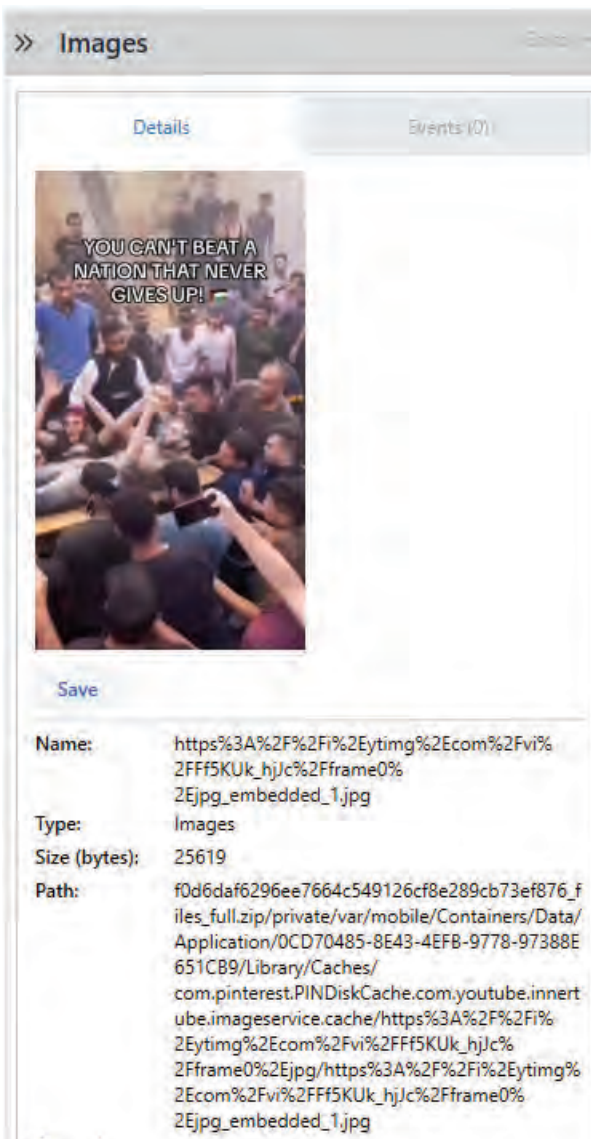 » Images
Details
Events (0)
YOU CAN'T BEAT A
NATION THAT NEVER
GIVES UP! 🇵🇸
Save
Name: https%3A%2F%2Fi%2Eytimg%2Ecom%2Fvi%
2FFf5KUk_hjJc%2Fframe0%
2Ejpg_embedded_1.jpg
Type: Images
Size (bytes): 25619
Path: f0d6daf6296ee7664c549126cf8e289cb73ef876_f
iles_full.zip/private/var/mobile/Containers/Data/
Application/0CD70485-8E43-4EFB-9778-97388E
651CB9/Library/Caches/
com.pinterest.PINDiskCache.com.youtube.innert
ube.imageservice.cache/https%3A%2F%2Fi%
2Eytimg%2Ecom%2Fvi%2FFf5KUk_hjJc%
2Fframe0%2Ejpg/https%3A%2F%2Fi%2Eytimg%
2Ecom%2Fvi%2FFf5KUk_hjJc%2Fframe0%
2Ejpg_embedded_1.jpg